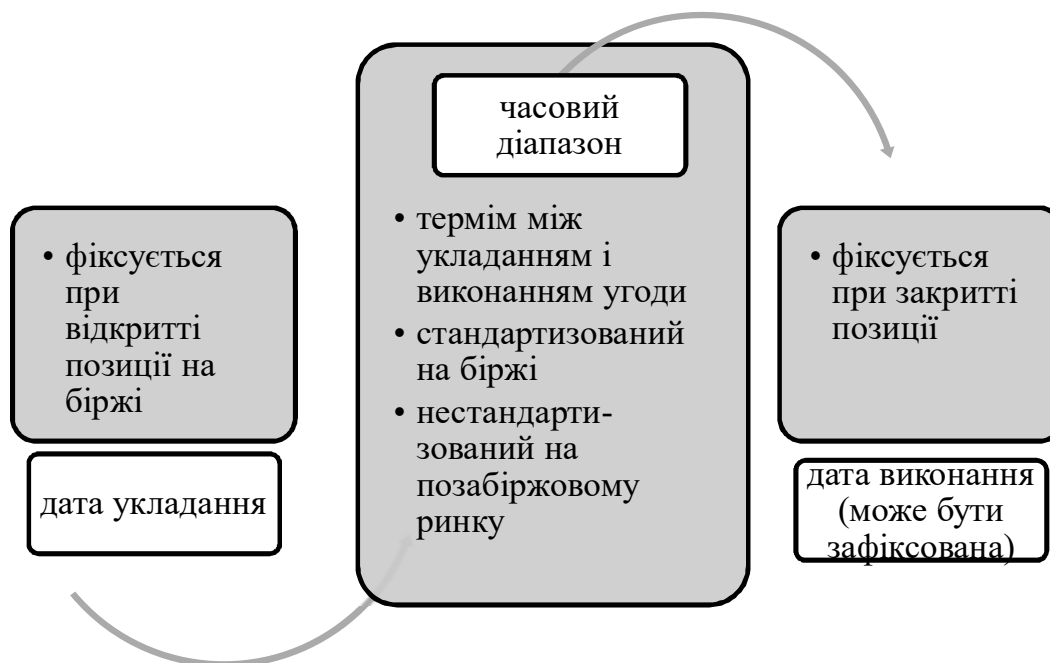 фіксується
при
відкритті
позиції на
біржі
дата укладання
часовий
діапазон
термім між
укладанням і
виконанням угоди
стандартизований
на біржі
нестандарти-
зований на
позабіржовому
ринку
фіксується
при закритті
позиції
дата виконання
(може бути
зафіксована)